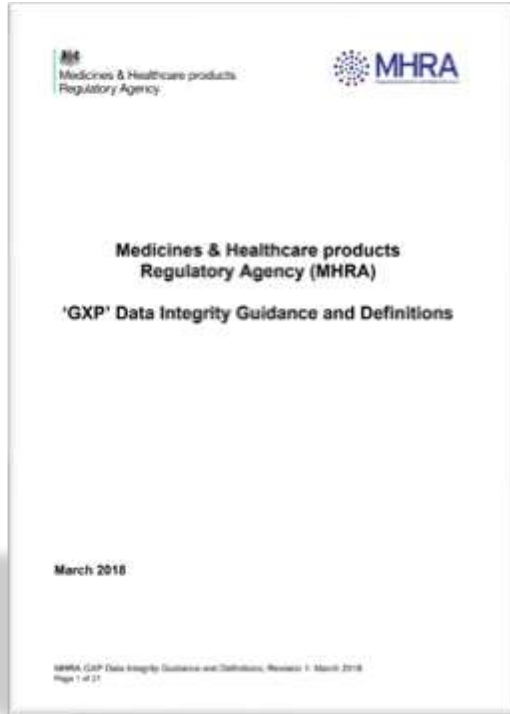 Medicines & Healthcare products
Regulatory Agency
MHRA
Medicines & Healthcare products
Regulatory Agency (MHRA)
'GXP' Data Integrity Guidance and Definitions
March 2018
MHRA GXP Data Integrity Guidance and Definitions, Revision 1: March 2018
Page 1 of 21